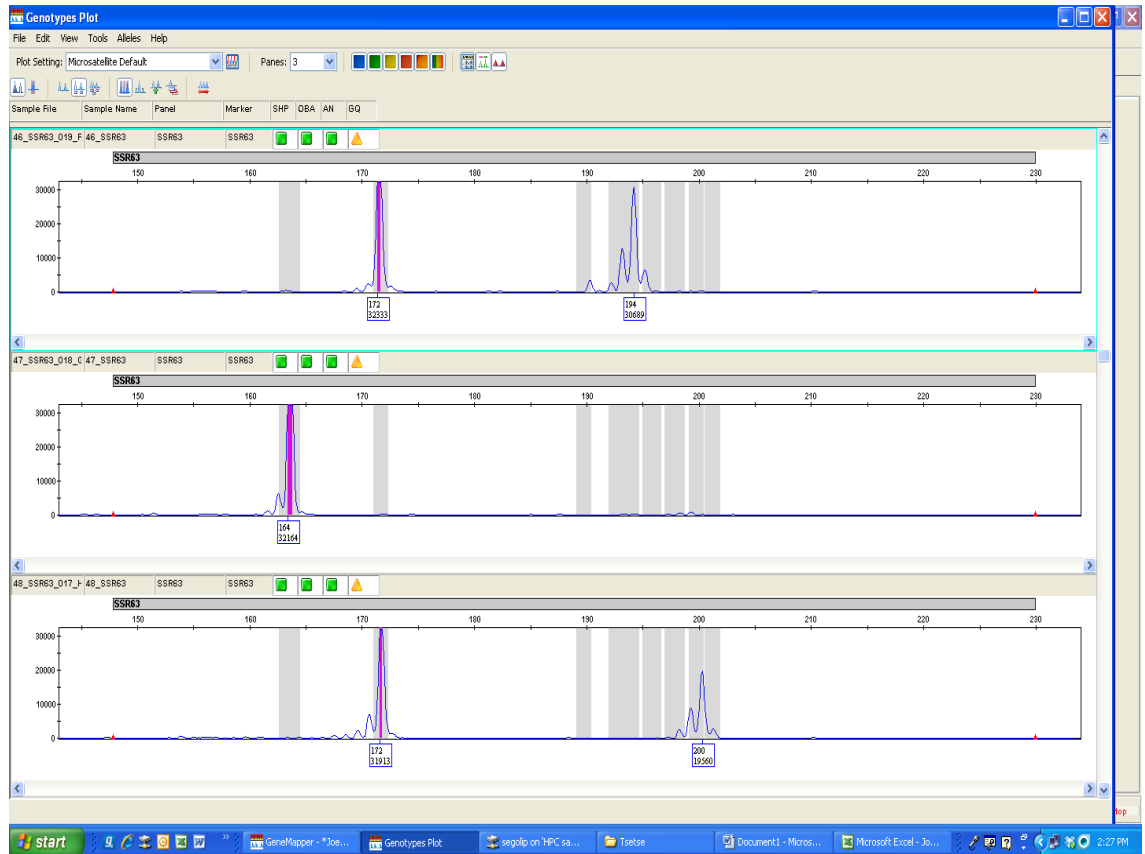 Genotypes Plot
File Edit View Tools Alleles Help
Plot Setting: Microsatellite Default Panes: 3
Sample File Sample Name Panel Marker SHP OBA AN GQ
46_SSR63_019_F 46_SSR63 SSR63 SSR63
SSR63
150 160 170 180 190 200 210 220 230
30000
20000
10000
0
172 194
32333 30689
47_SSR63_018_G 47_SSR63 SSR63 SSR63
SSR63
150 160 170 180 190 200 210 220 230
30000
20000
10000
0
164
32164
48_SSR63_017_H 48_SSR63 SSR63 SSR63
SSR63
150 160 170 180 190 200 210 220 230
30000
20000
10000
0
172 200
31913 19560
start GeneMapper - *Joe... Genotypes Plot segolip on 'HPC sa... Tsetse Document1 - Micros... Microsoft Excel - Jo... 2:27 PM